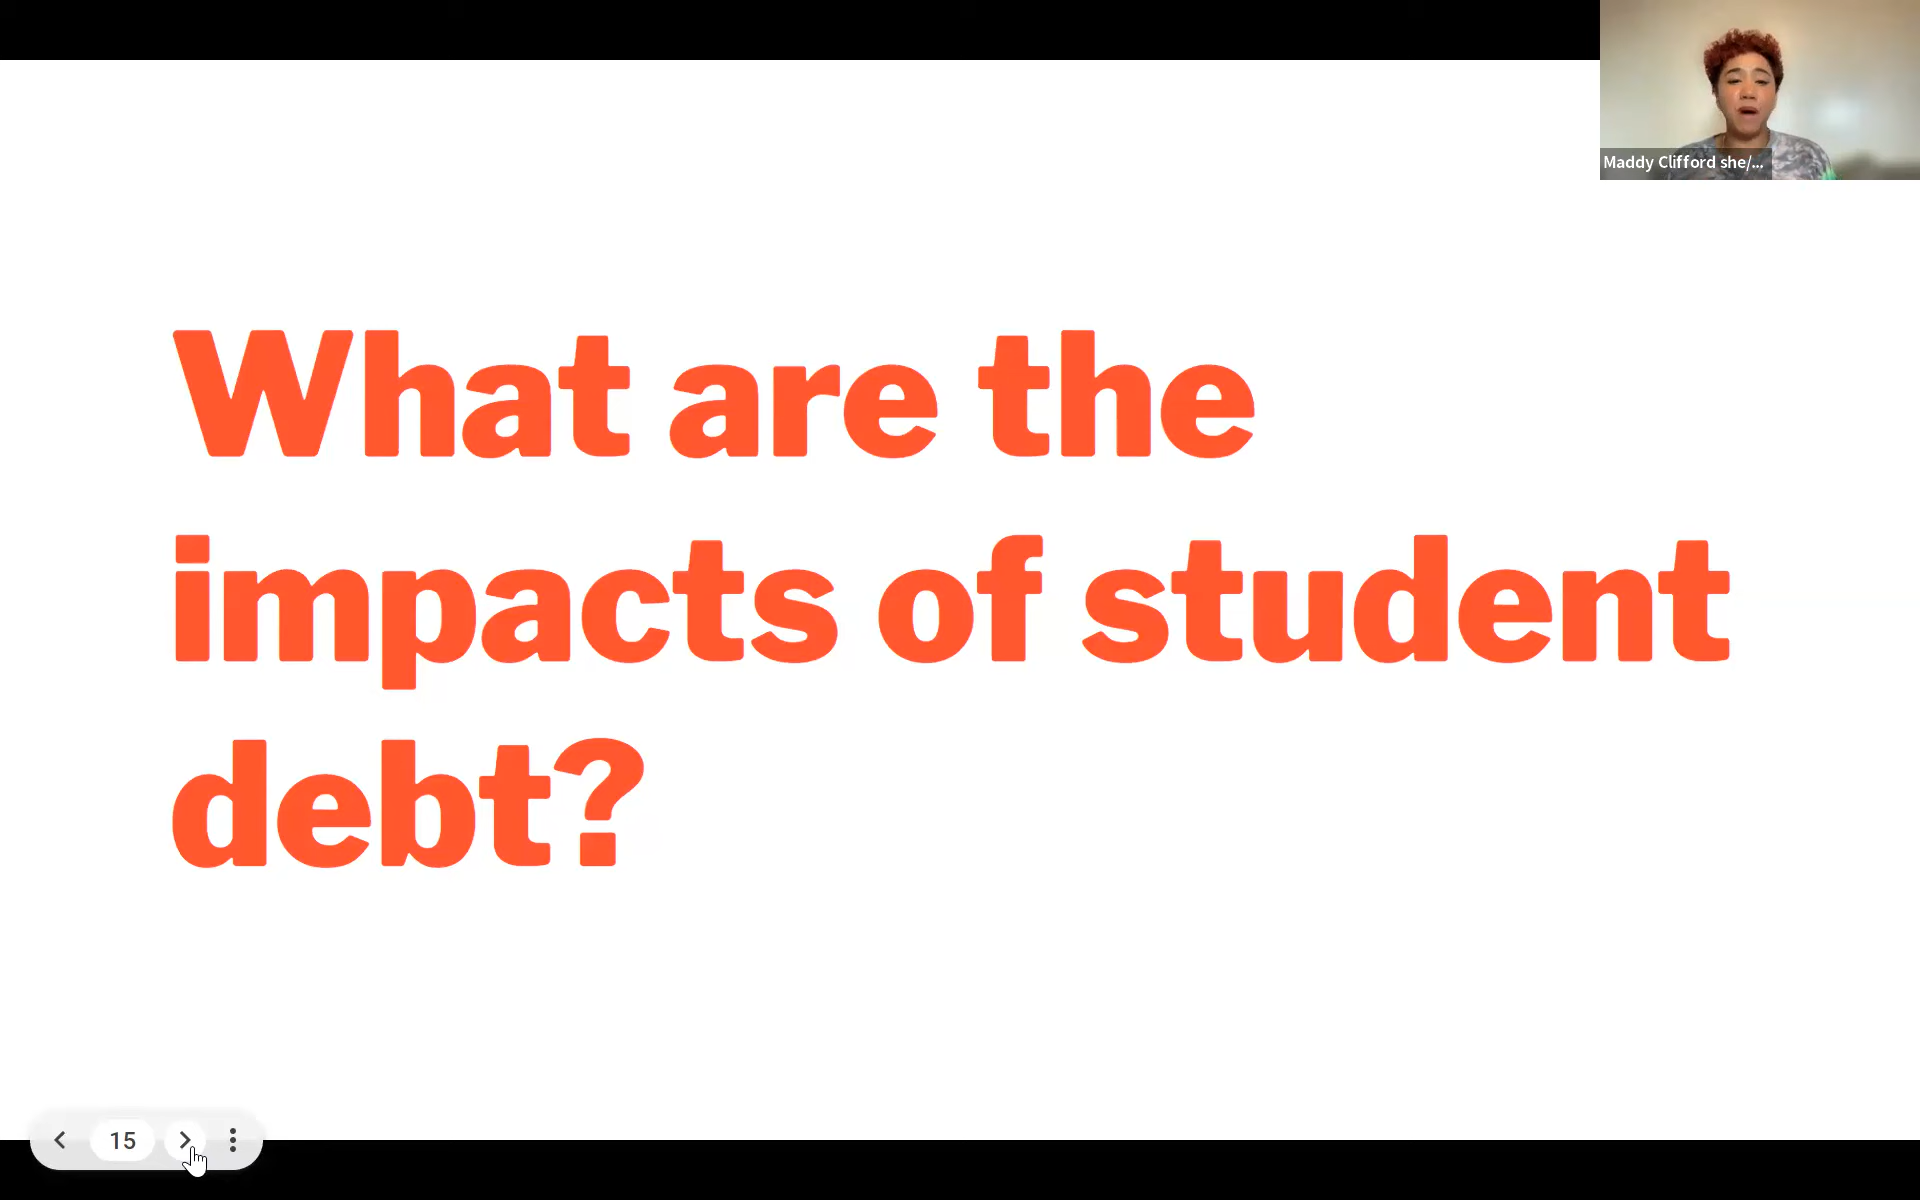 Maddy Clifford she/...
What are the
impacts of student
debt?
15